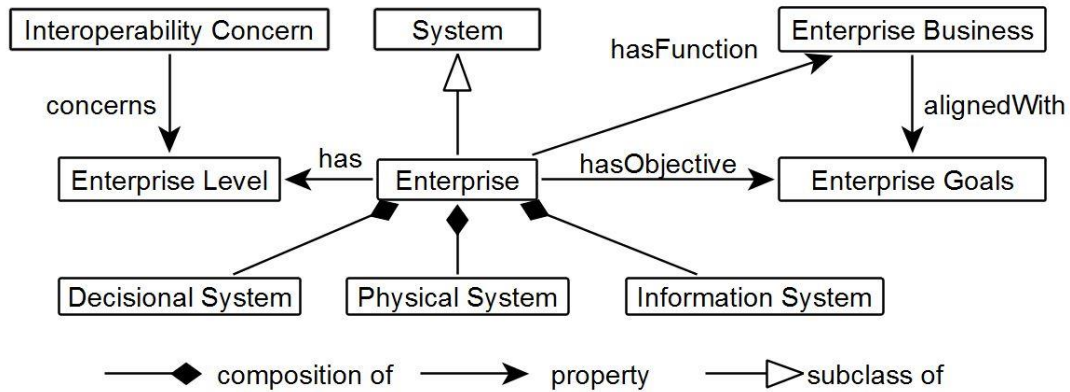 Interoperability Concern
System
Enterprise Business
hasFunction
concerns
alignedWith
has
hasObjective
Enterprise Level
Enterprise
Enterprise Goals
Decisional System
Physical System
Information System
composition of
property
subclass of